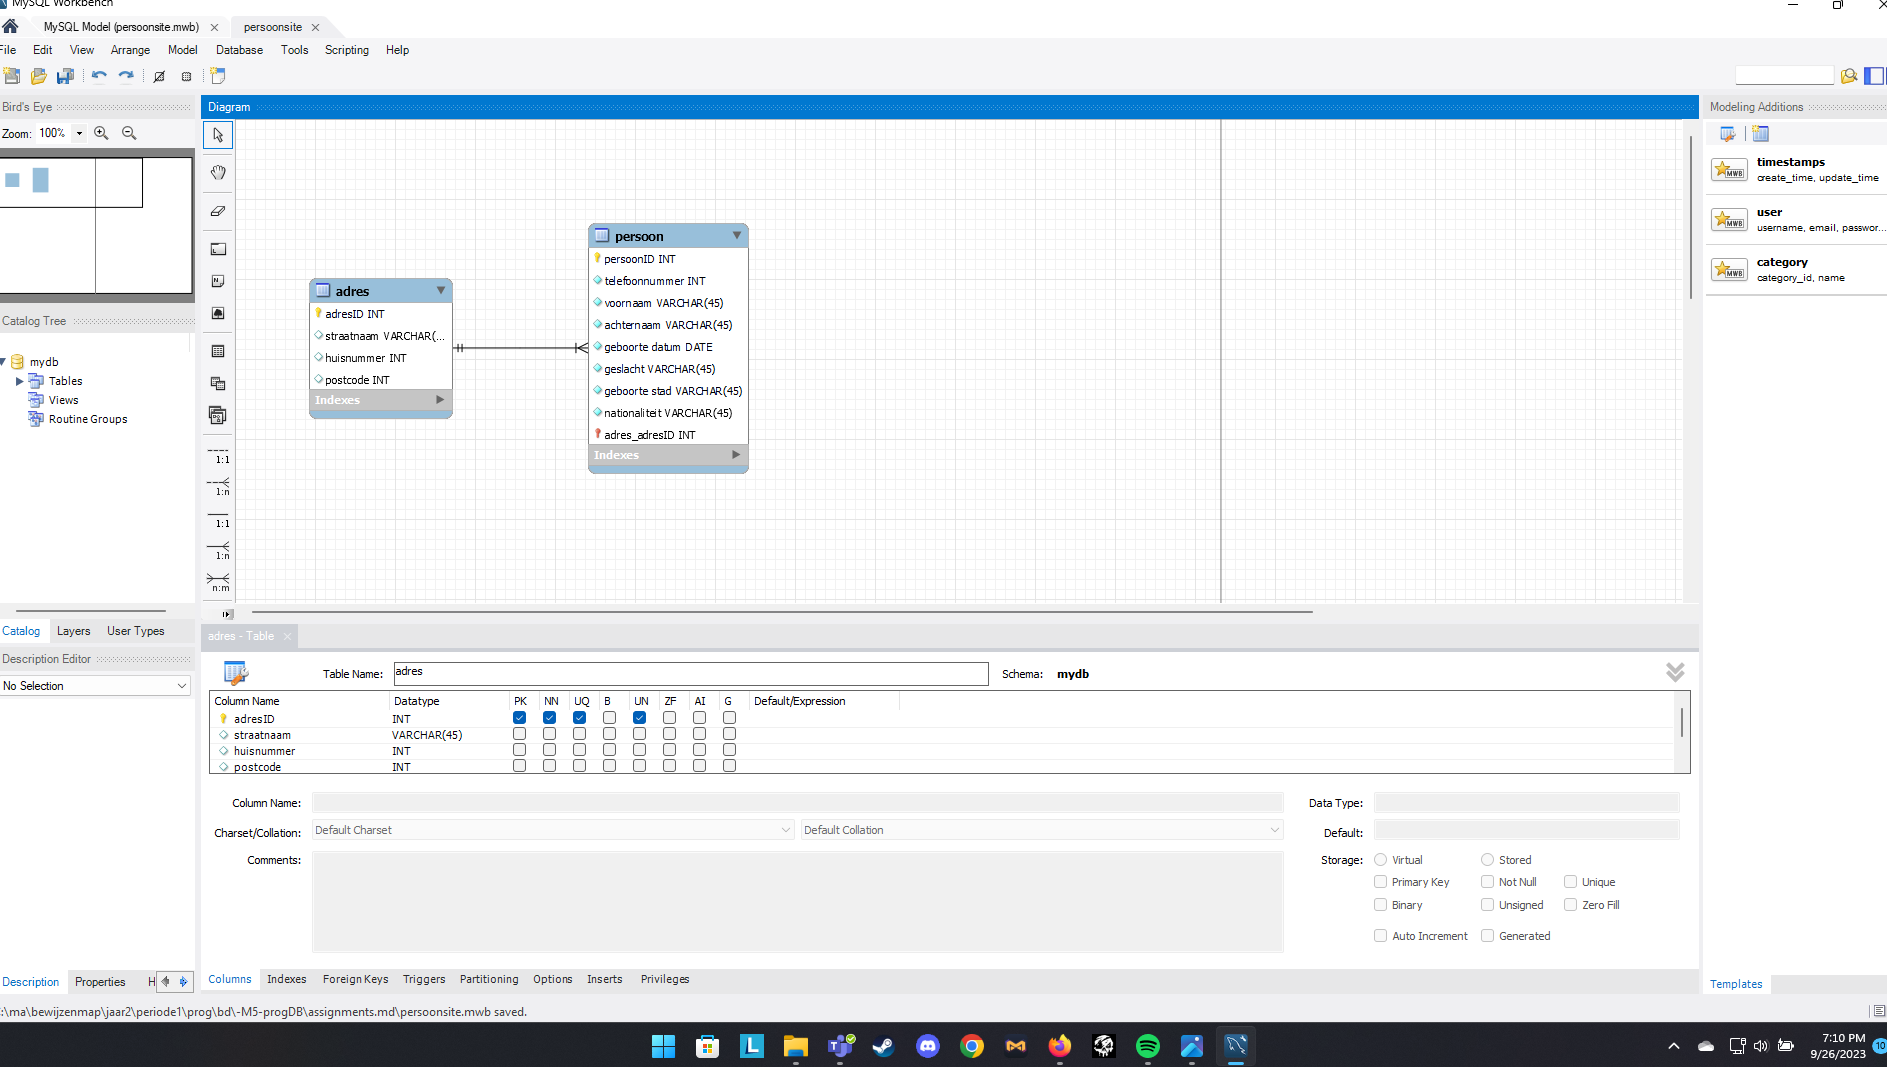 MySQL Workbench
MySQL Model (persoonsite.mwb)
persoonsite
File Edit View Arrange Model Database Tools Scripting Help
Bird's Eye
Zoom: 100%
Catalog Tree
mydb
Tables
Views
Routine Groups
Catalog Layers User Types
Description Editor
No Selection
Description Properties H
Diagram
1:1
1:n
1:1
1:n
n:m
adres
adresID INT
straatnaam VARCHAR(...
huisnummer INT
postcode INT
Indexes
persoon
persoonID INT
telefoonnummer INT
voornaam VARCHAR(45)
achternaam VARCHAR(45)
geboorte datum DATE
geslacht VARCHAR(45)
geboorte stad VARCHAR(45)
nationaliteit VARCHAR(45)
adres_adresID INT
Indexes
Modeling Additions
MWB timestamps
create_time, update_time
MWB user
username, email, passwor...
MWB category
category_id, name
Templates
adres - Table
Table Name: adres Schema: mydb
Column Name Datatype PK NN UQ B UN ZF AI G Default/Expression
adresID INT
straatnaam VARCHAR(45)
huisnummer INT
postcode INT
Column Name: Data Type:
Charset/Collation: Default Charset Default Collation Default:
Comments: Storage: Virtual Stored
Primary Key Not Null Unique
Binary Unsigned Zero Fill
Auto Increment Generated
Columns Indexes Foreign Keys Triggers Partitioning Options Inserts Privileges
:\ma\bewijzenmap\jaar2\periode1\prog\bd\-M5-progDB\assignments.md\persoonsite.mwb saved.
7:10 PM
9/26/2023
10